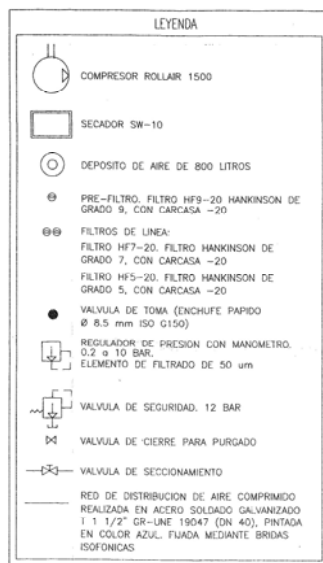 LEYENDA
COMPRESOR ROLLAIR 1500
SECADOR SW-10
DEPOSITO DE AIRE DE 800 LITROS
PRE-FILTRO. FILTRO HF9-20 HANKINSON DE
GRADO 9, CON CARCASA -20
FILTROS DE LINEA:
FILTRO HF7-20. FILTRO HANKINSON DE
GRADO 7, CON CARCASA -20
FILTRO HF5-20. FILTRO HANKINSON DE
GRADO 5, CON CARCASA -20
VALVULA DE TOMA (ENCHUFE PAPIDO
Ø 8.5 mm ISO G150)
REGULADOR DE PRESION CON MANOMETRO.
0.2 a 10 BAR.
ELEMENTO DE FILTRADO DE 50 um
VALVULA DE SEGURIDAD. 12 BAR
VALVULA DE CIERRE PARA PURGADO
VALVULA DE SECCIONAMIENTO
RED DE DISTRIBUCION DE AIRE COMPRIMIDO
REALIZADA EN ACERO SOLDADO GALVANIZADO
1 1/2" GR-UNE 19047 (DN 40), PINTADA
EN COLOR AZUL. FIJADA MEDIANTE BRIDAS
ISOFONICAS